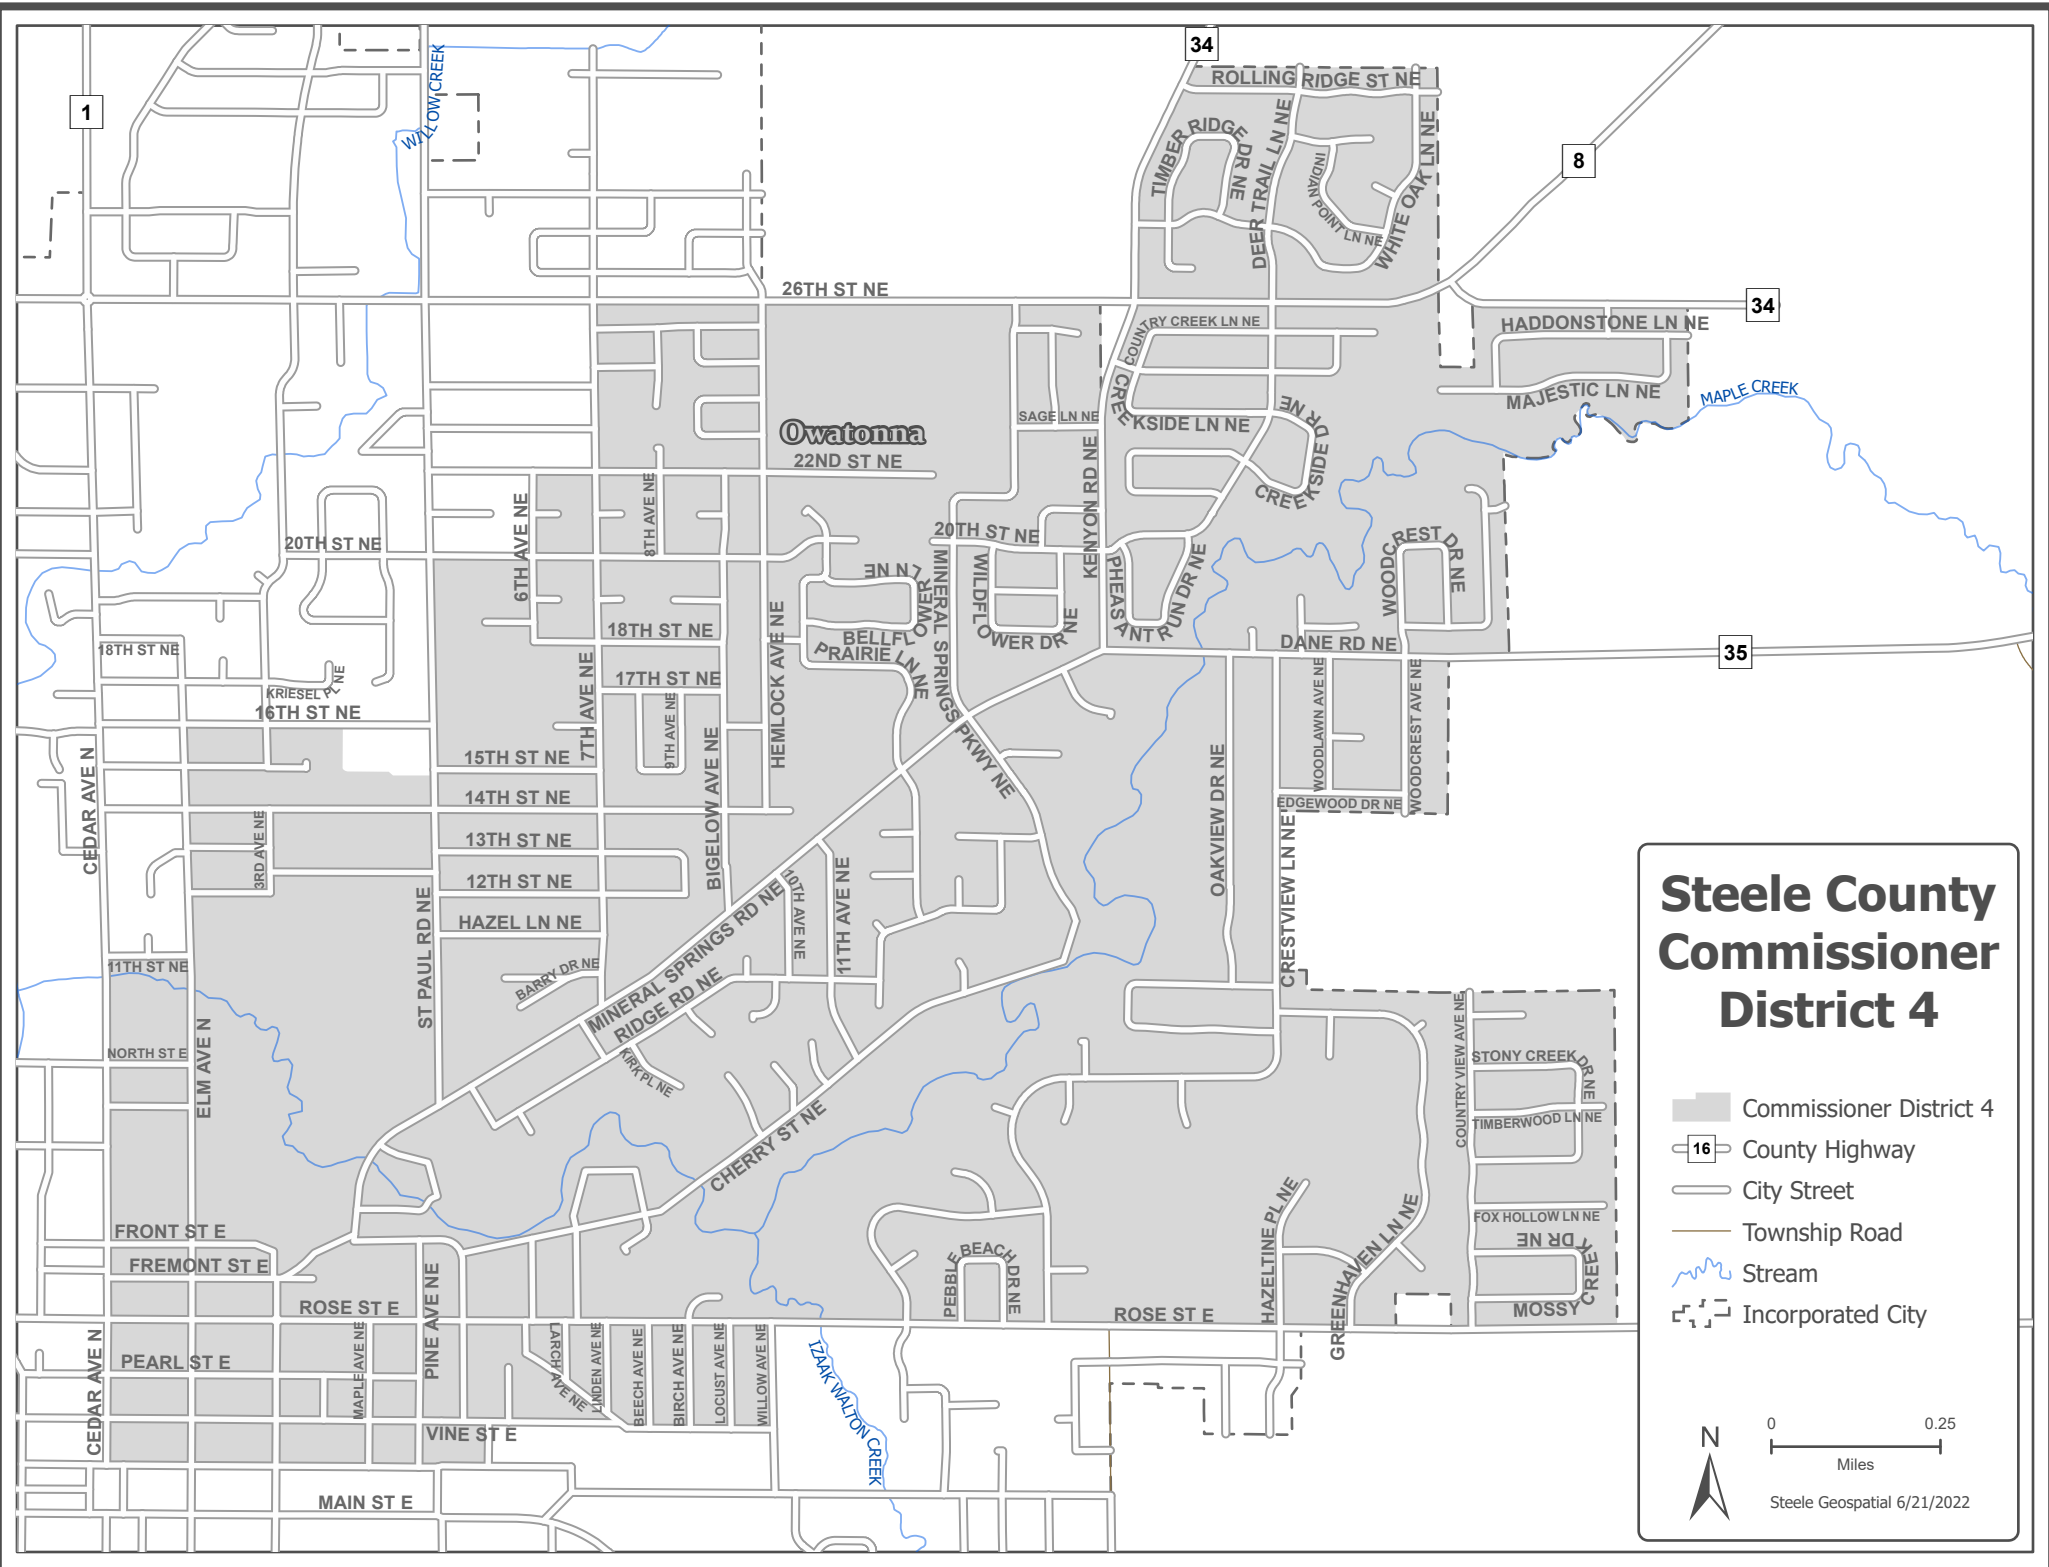 34
ROLLING RIDGE ST NE
WILLOW CREEK
1
TIMBER RIDGE DR NE
DEER TRAIL LN NE
INDIAN POINT LN NE
WHITE OAK LN NE
8
26TH ST NE
34
COUNTRY CREEK LN NE
HADDONSTONE LN NE
MAJESTIC LN NE
MAPLE CREEK
SAGE LN NE
CREEKSIDE LN NE
CREEKSIDE DR NE
Owatonna
22ND ST NE
6TH AVE NE
8TH AVE NE
KENYON RD NE
20TH ST NE
20TH ST NE
WOODCREST DR NE
BELLFLOWER LN NE
MINERAL SPRINGS PKWY NE
WILDFLOWER DR NE
PHEASANT RUN DR NE
18TH ST NE
18TH ST NE
HEMLOCK AVE NE
PRAIRIE LN NE
DANE RD NE
35
17TH ST NE
KRIESEL PL NE
16TH ST NE
7TH AVE NE
9TH AVE NE
BIGELOW AVE NE
WOODLAWN AVE NE
WOODCREST AVE NE
CEDAR AVE N
15TH ST NE
14TH ST NE
OAKVIEW DR NE
EDGEWOOD DR NE
3RD AVE NE
13TH ST NE
12TH ST NE
HAZEL LN NE
10TH AVE NE
11TH AVE NE
CRESTVIEW LN NE
ST PAUL RD NE
11TH ST NE
BARRY DR NE
MINERAL SPRINGS RD NE
RIDGE RD NE
KIRK PL NE
NORTH ST E
ELM AVE N
CHERRY ST NE
COUNTRY VIEW AVE NE
STONY CREEK DR NE
TIMBERWOOD LN NE
FOX HOLLOW LN NE
MOSSY CREEK DR NE
HAZELTINE PL NE
GREENHAVEN LN NE
PEBBLE BEACH DR NE
FRONT ST E
FREMONT ST E
ROSE ST E
ROSE ST E
PINE AVE NE
CEDAR AVE N
PEARL ST E
MAPLE AVE NE
LARCH AVE NE
LINDEN AVE NE
BEECH AVE NE
BIRCH AVE NE
LOCUST AVE NE
WILLOW AVE NE
IZAAK WALTON CREEK
VINE ST E
MAIN ST E
Steele County
Commissioner
District 4
Commissioner District 4
16
County Highway
City Street
Township Road
Stream
Incorporated City
N
0
0.25
Miles
Steele Geospatial 6/21/2022